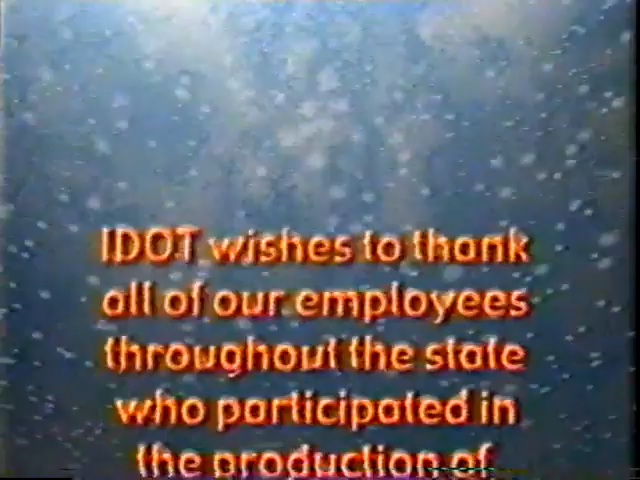 IDOT wishes to thank
all of our employees
throughout the state
who participated in
the production of